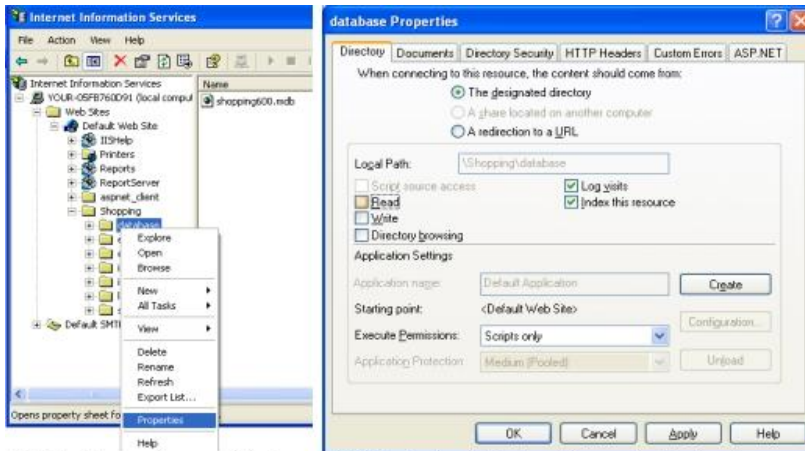 Internet Information Services
File Action View Help
Internet Information Services
YOUR-05FB760D91 (local comput
Web Sites
Default Web Site
IISHelp
Printers
Reports
ReportServer
aspnet_client
Shopping
database
Default SMT
Name
shopping600.mdb
Explore
Open
Browse
New
All Tasks
View
Delete
Rename
Refresh
Export List...
Properties
Help
Opens property sheet fo
database Properties
Directory Documents Directory Security HTTP Headers Custom Errors ASP.NET
When connecting to this resource, the content should come from:
The designated directory
A share located on another computer
A redirection to a URL
Local Path: \Shopping\database
Script source access
Read
Write
Directory browsing
Log visits
Index this resource
Application Settings
Application name: Default Application Create
Starting point: <Default Web Site>
Configuration...
Execute Permissions: Scripts only
Application Protection: Medium (Pooled) Unload
OK Cancel Apply Help